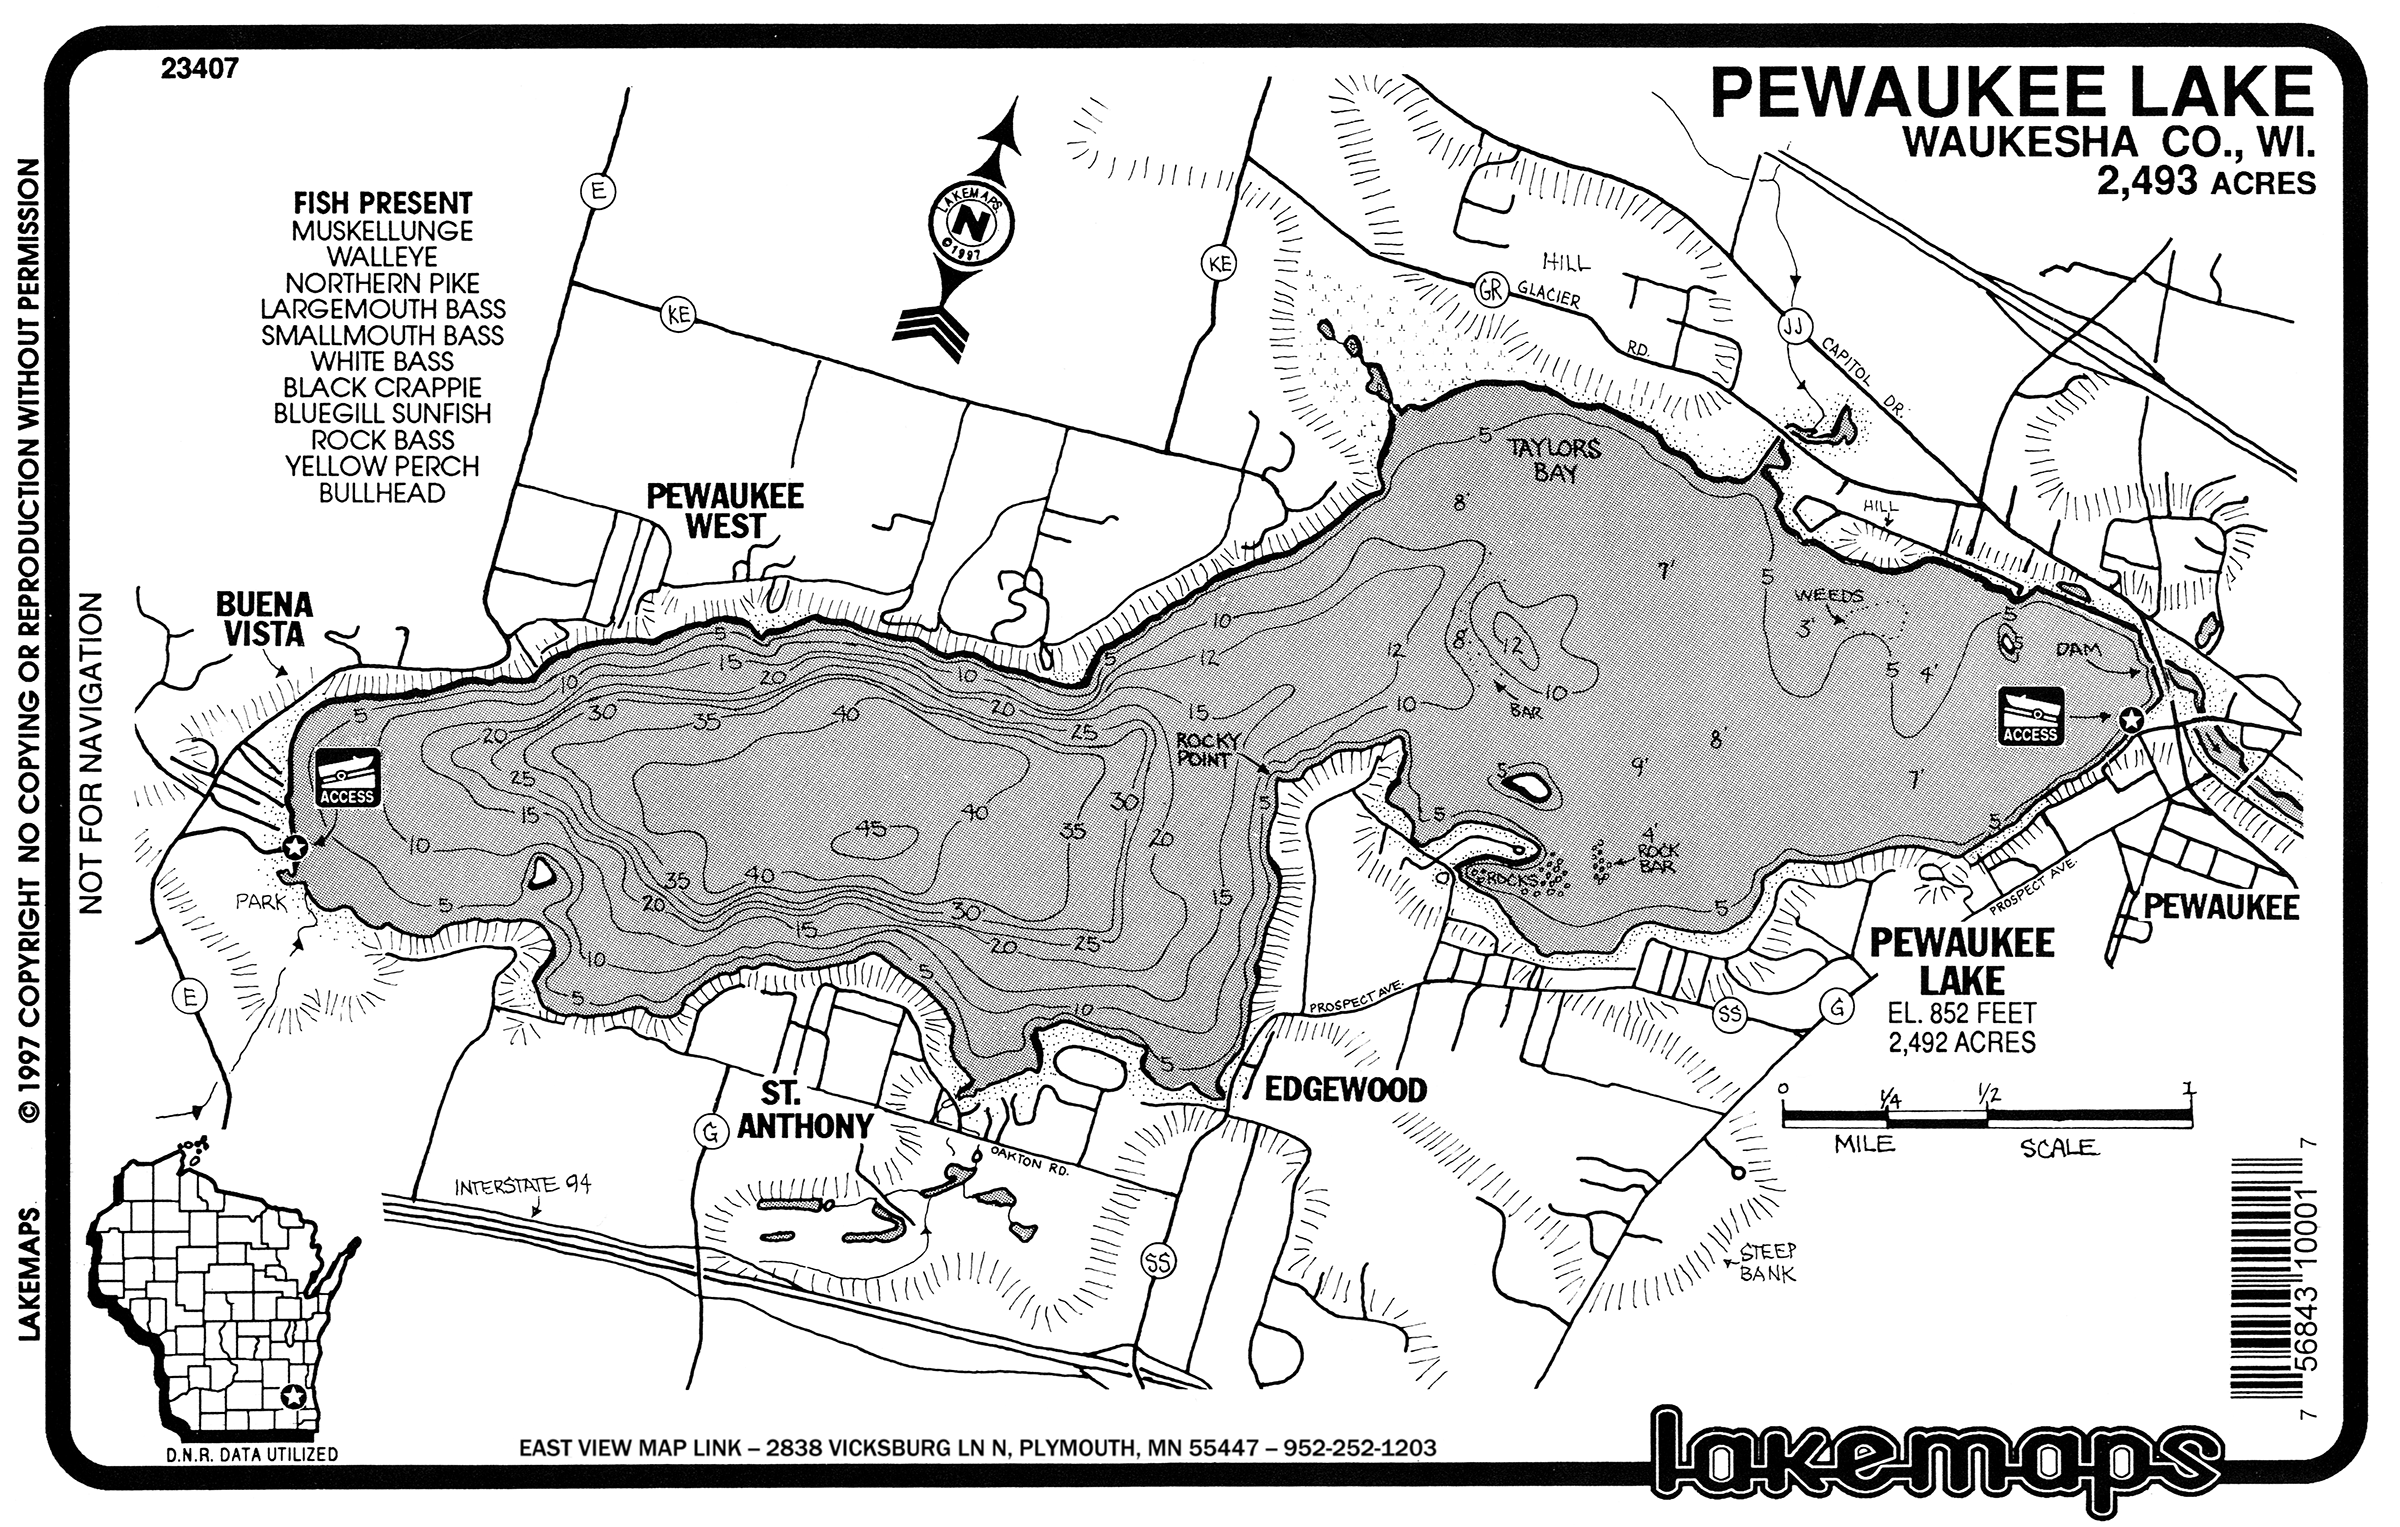 23407
PEWAUKEE LAKE
WAUKESHA CO., WI.
2,493 ACRES
FISH PRESENT
MUSKELLUNGE
WALLEYE
NORTHERN PIKE
LARGEMOUTH BASS
SMALLMOUTH BASS
WHITE BASS
BLACK CRAPPIE
BLUEGILL SUNFISH
ROCK BASS
YELLOW PERCH
BULLHEAD
LAKEMAPS © 1997 COPYRIGHT NO COPYING OR REPRODUCTION WITHOUT PERMISSION
NOT FOR NAVIGATION
LAKEMAPS
N
©1997
E
KE
KE
HILL
GR
GLACIER
RD.
JJ
CAPITOL
DR.
TAYLORS
BAY
5
8'
7'
5
HILL
WEEDS
3'
5
5
DAM
5
4'
ACCESS
PEWAUKEE
WEST
BUENA
VISTA
5
15
10
20
10
5
10
12
12
8'
12
10
BAR
10
5
30
35
40
20
25
15
ROCKY
POINT
20
25
ACCESS
15
10
5
45
40
35
30
20
5
15
35
40
20
30'
15
20
25
10
5
5
10
5
5
5
9'
8'
7'
4'
ROCK
BAR
ROCKS
5
5
PARK
E
PROSPECT AVE.
PEWAUKEE
PEWAUKEE
LAKE
EL. 852 FEET
2,492 ACRES
PROSPECT AVE.
SS
G
EDGEWOOD
ST.
ANTHONY
G
OAKTON RD.
INTERSTATE 94
SS
STEEP
BANK
0 1/4 1/2 1
MILE SCALE
7 56843 10001 7
D.N.R. DATA UTILIZED
EAST VIEW MAP LINK – 2838 VICKSBURG LN N, PLYMOUTH, MN 55447 – 952-252-1203
lakemaps